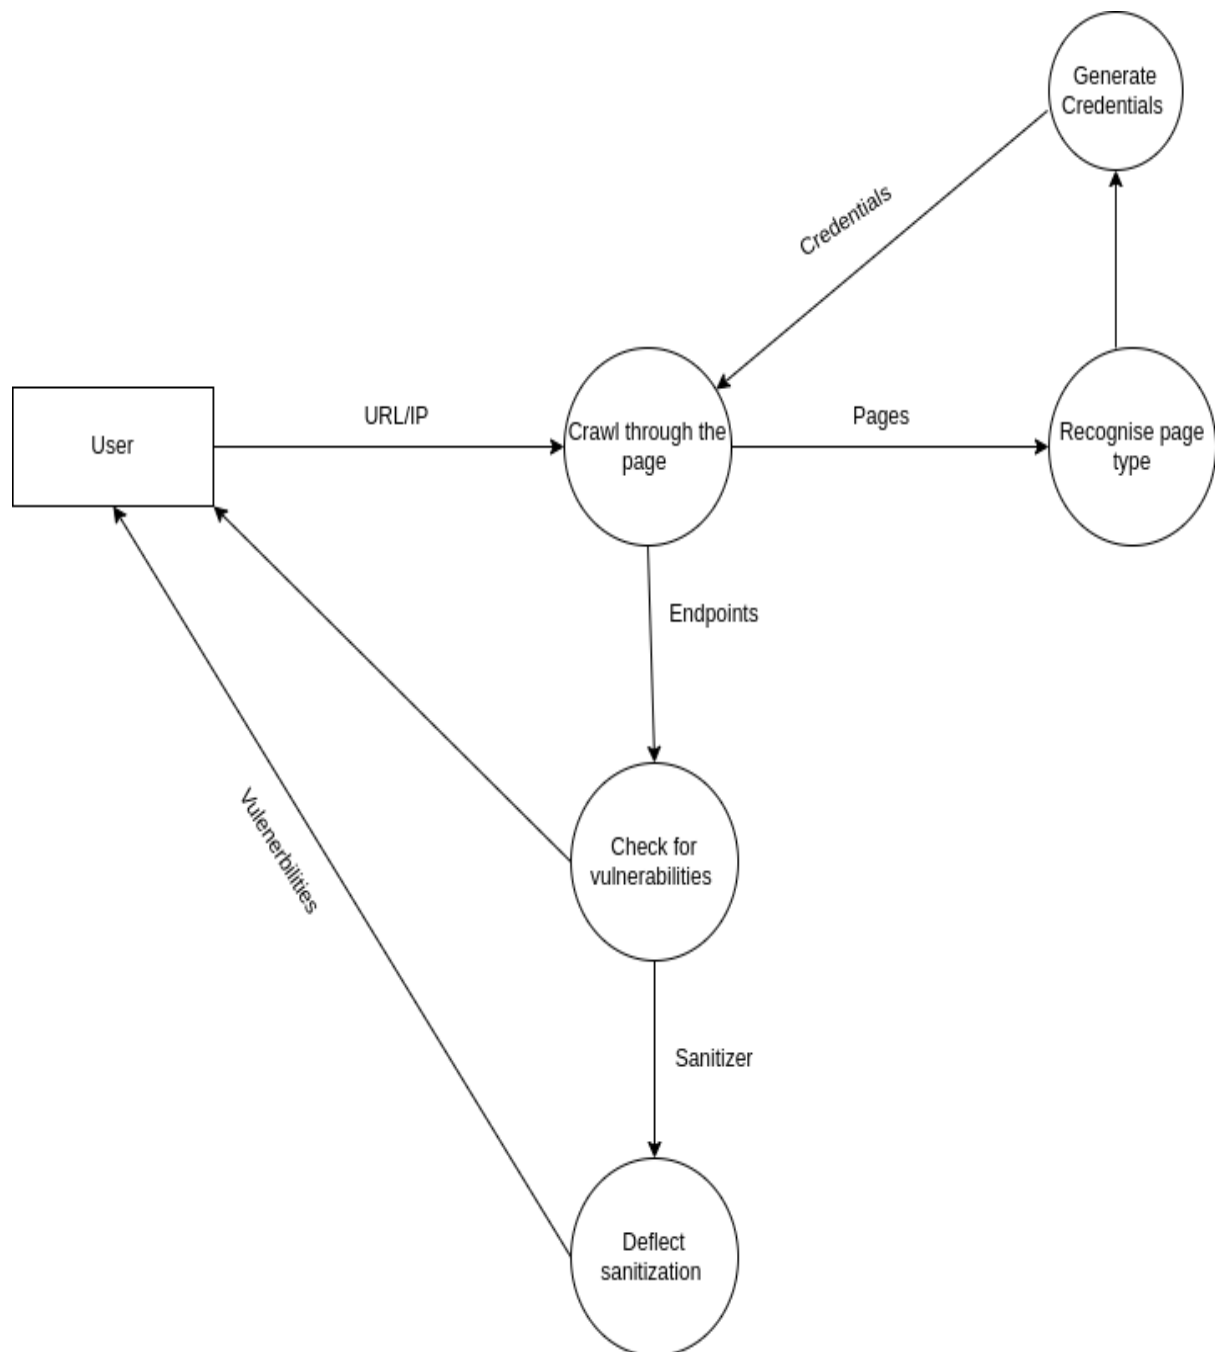 Generate
Credentials
Credentials
URL/IP
Pages
User
Crawl through the
page
Recognise page
type
Endpoints
Vulenerbilities
Check for
vulnerabilities
Sanitizer
Deflect
sanitization